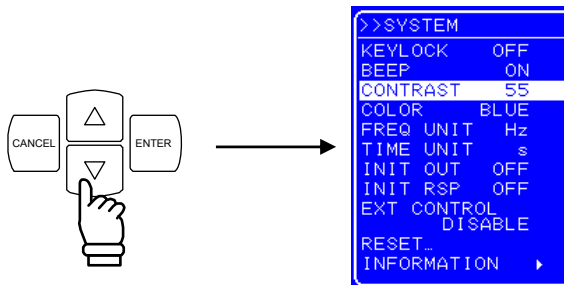 CANCEL
ENTER
>>SYSTEM
KEYLOCK OFF
BEEP ON
CONTRAST 55
COLOR BLUE
FREQ UNIT Hz
TIME UNIT s
INIT OUT OFF
INIT RSP OFF
EXT CONTROL
DISABLE
RESET…
INFORMATION